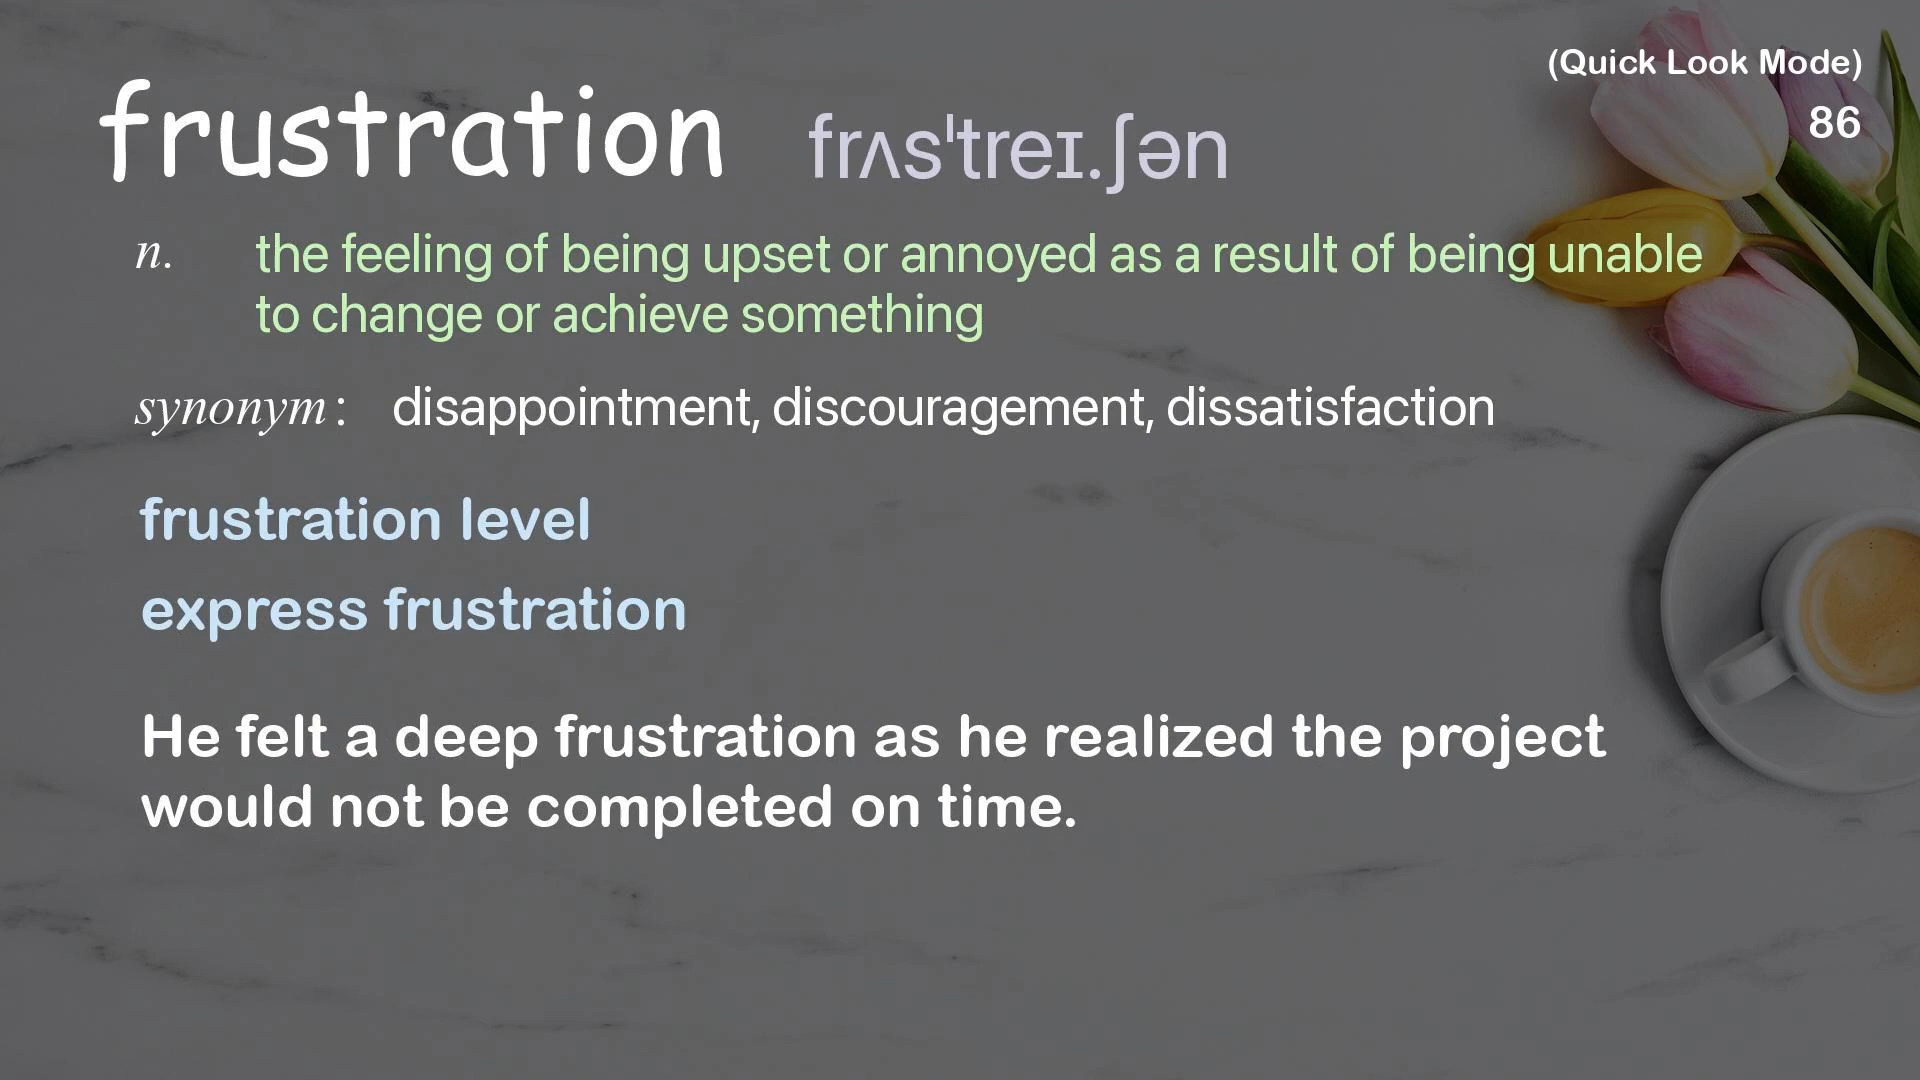 (Quick Look Mode)
86
frustration frʌsˈtreɪ.ʃən
n. the feeling of being upset or annoyed as a result of being unable
to change or achieve something
synonym: disappointment, discouragement, dissatisfaction
frustration level
express frustration
He felt a deep frustration as he realized the project
would not be completed on time.